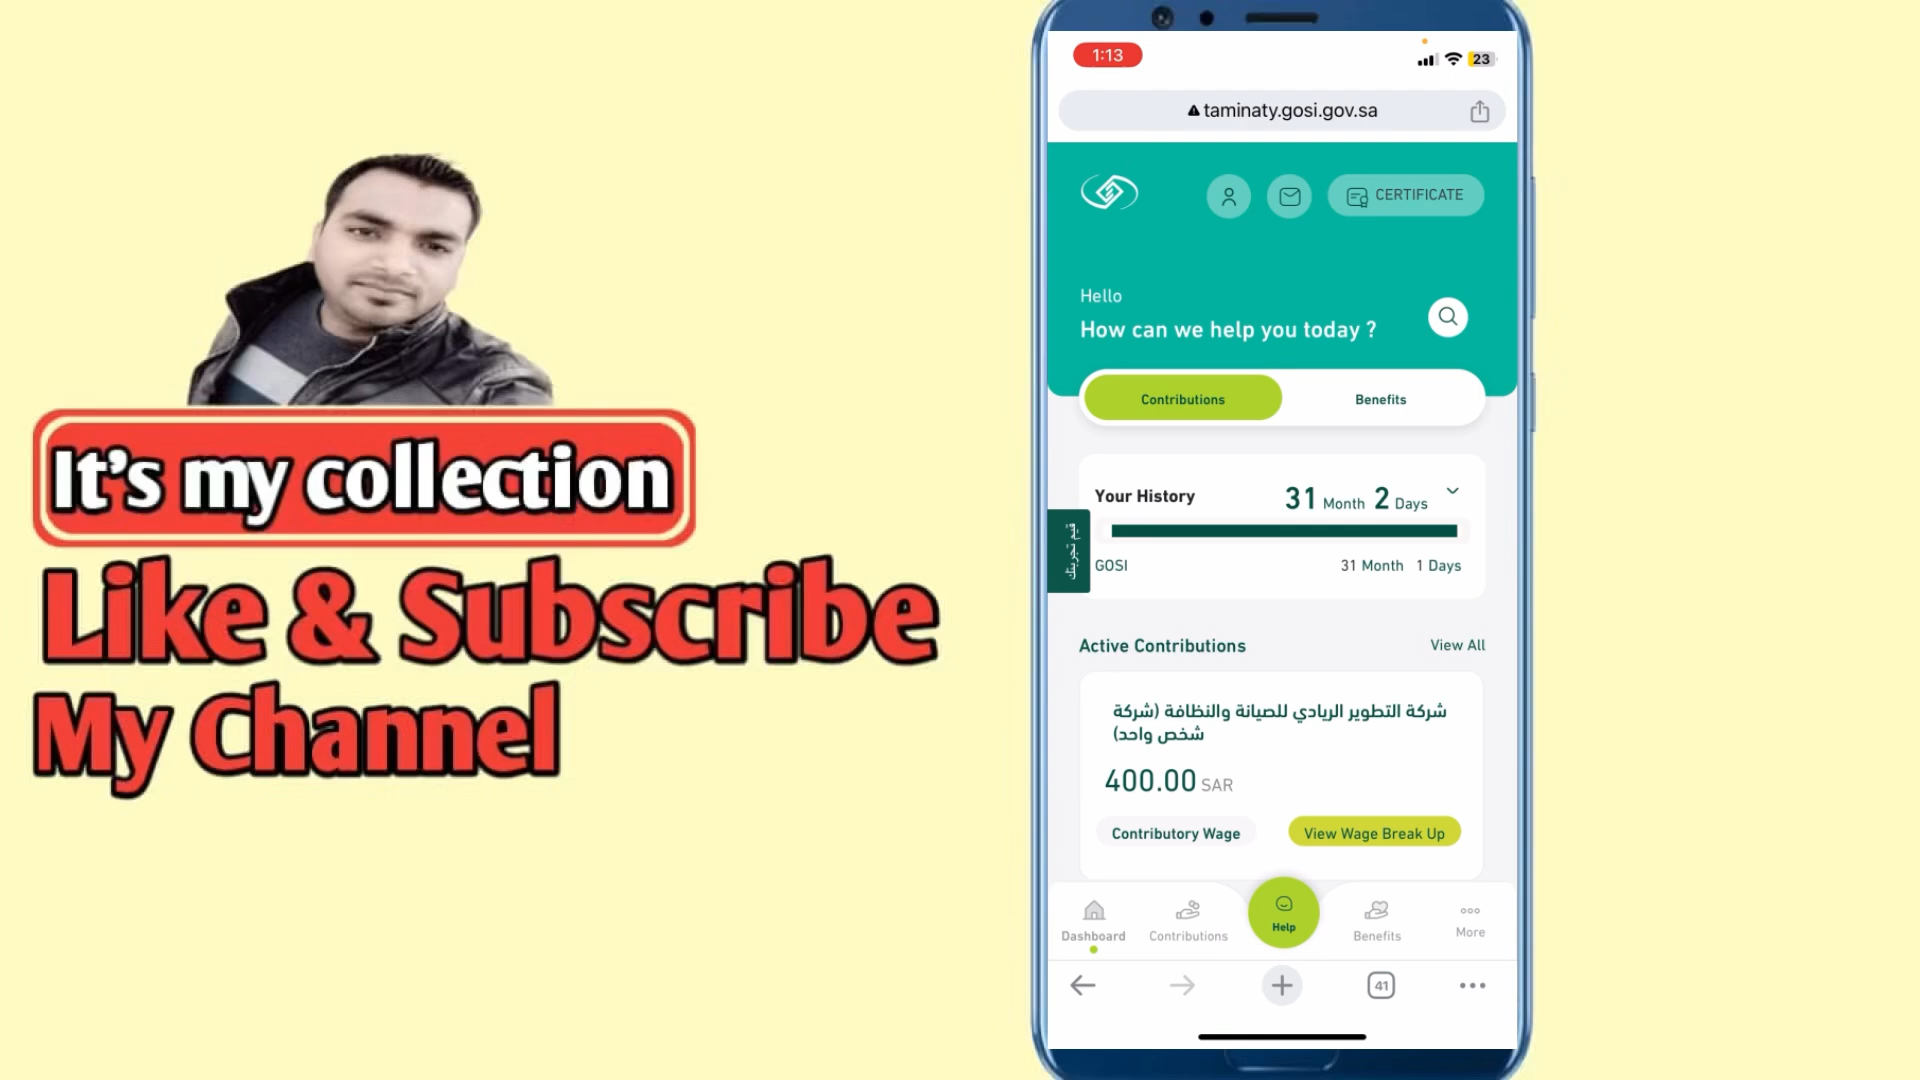 It's my collection
Like & Subscribe
My Channel
1:13
23
taminaty.gosi.gov.sa
CERTIFICATE
Hello
How can we help you today ?
Contributions
Benefits
Your History
31 Month 2 Days
قيّم تجربتك
GOSI
31 Month 1 Days
Active Contributions
View All
شركة التطوير الريادي للصيانة والنظافة (شركة
شخص واحد)
400.00 SAR
Contributory Wage
View Wage Break Up
Dashboard
Contributions
Help
Benefits
More
41